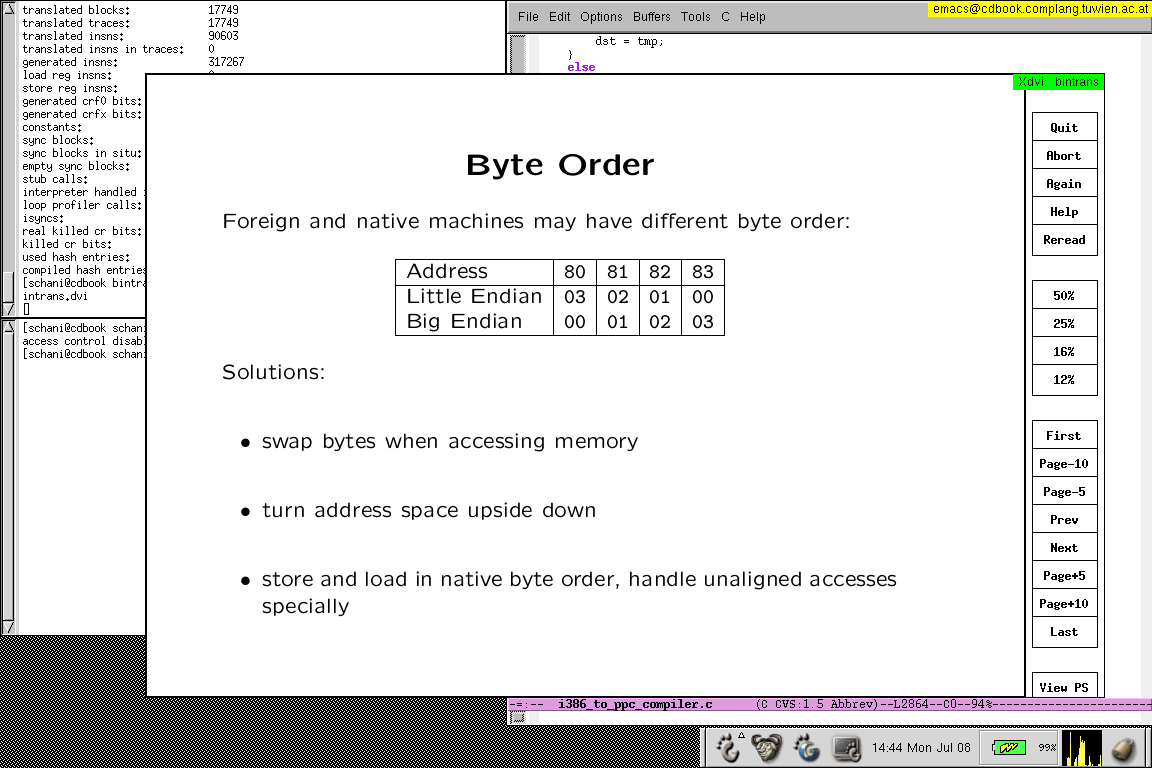 translated blocks: 17749
translated traces: 17749
translated insns: 90603
translated insns in traces: 0
generated insns: 317267
load reg insns:
store reg insns:
generated crf0 bits:
generated crfx bits:
constants:
sync blocks:
sync blocks in situ:
empty sync blocks:
stub calls:
interpreter handled
loop profiler calls:
isyncs:
real killed cr bits:
killed cr bits:
used hash entries:
compiled hash entries
[schani@cdbook bintra
intrans.dvi
[schani@cdbook schan
access control disab
[schani@cdbook schan
File Edit Options Buffers Tools C Help
emacs@cdbook.complang.tuwien.ac.at
dst = tmp;
}
else
Xdvi: bintrans
Byte Order
Foreign and native machines may have different byte order:
Address 80 81 82 83
Little Endian 03 02 01 00
Big Endian 00 01 02 03
Solutions:
• swap bytes when accessing memory
• turn address space upside down
• store and load in native byte order, handle unaligned accesses
specially
Quit
Abort
Again
Help
Reread
50%
25%
16%
12%
First
Page-10
Page-5
Prev
Next
Page+5
Page+10
Last
View PS
-=:-- i386_to_ppc_compiler.c (C CVS:1.5 Abbrev)--L2864--C0--94%------------------------
14:44 Mon Jul 08
99%